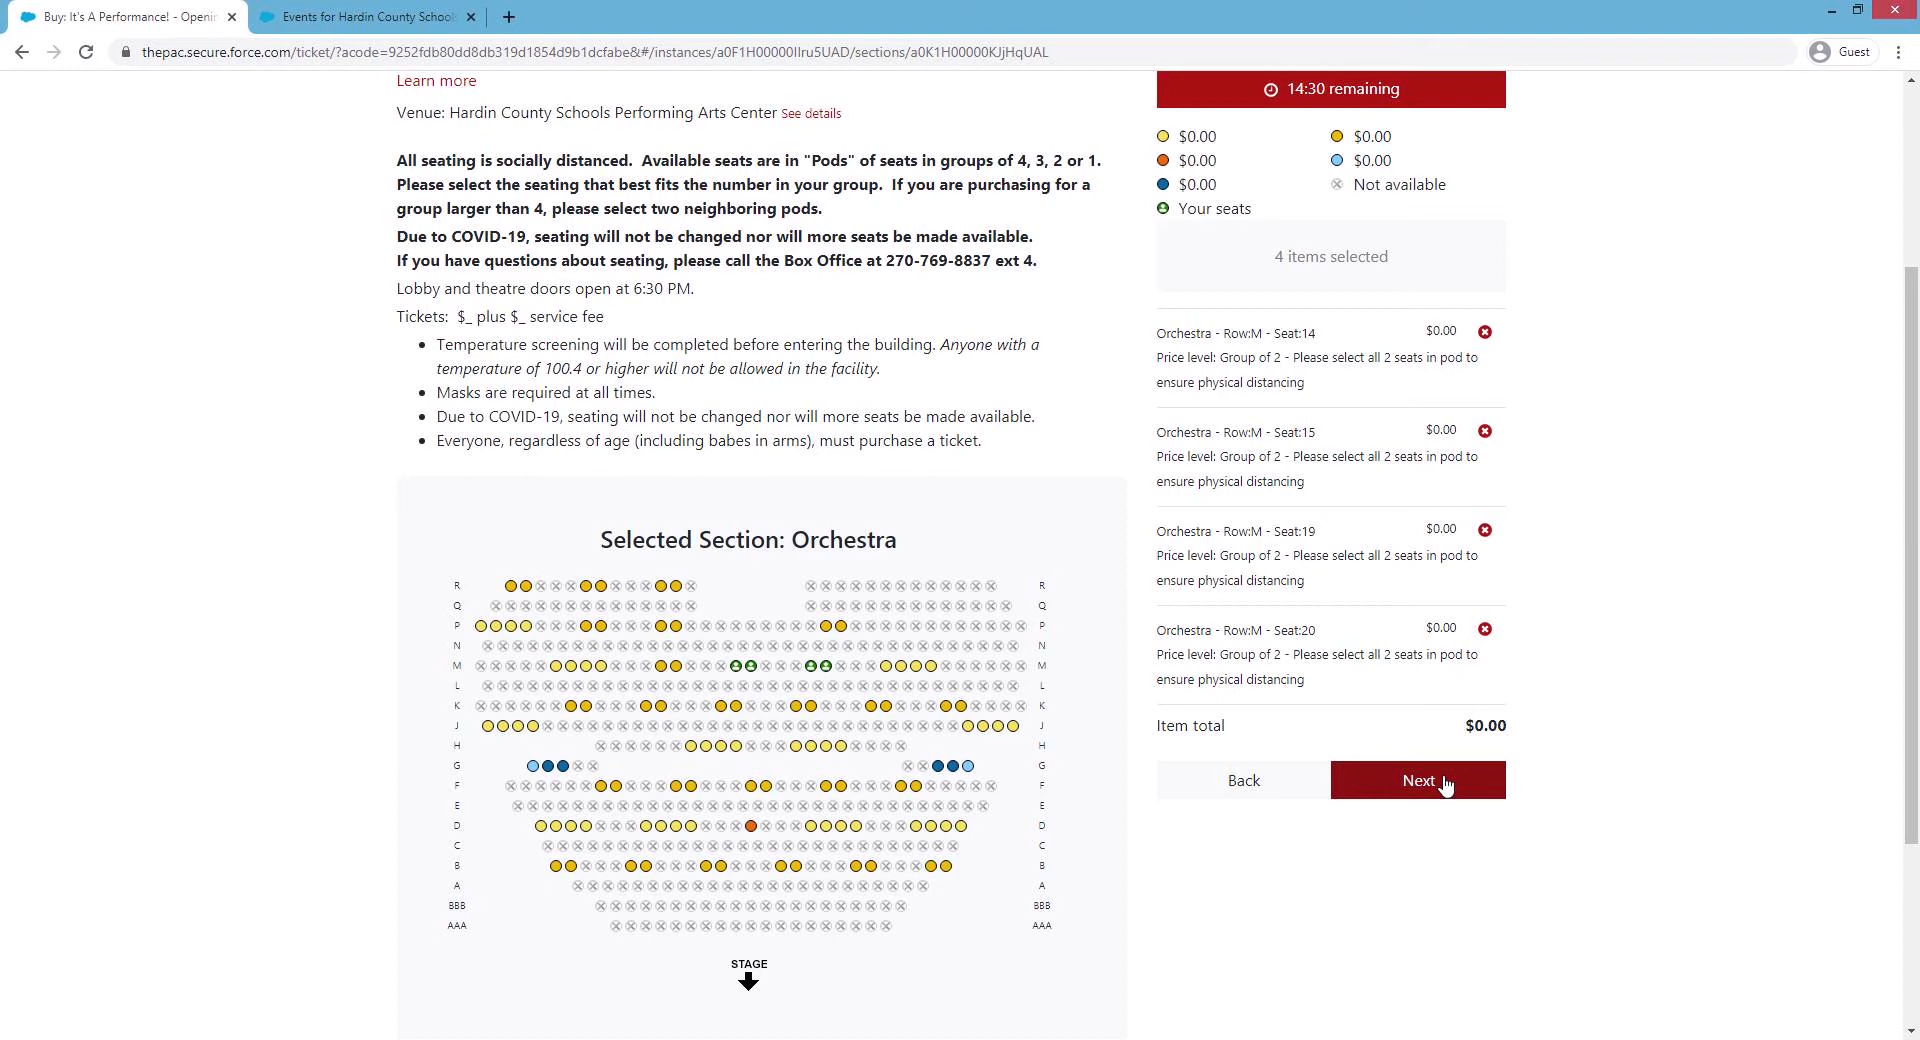 Buy: It's A Performance! - Openin
Events for Hardin County School
thepac.secure.force.com/ticket/?acode=9252fdb80dd8db319d1854d9b1dcfabe&#/instances/a0F1H00000IIru5UAD/sections/a0K1H00000KJjHqUAL
Guest
Learn more
Venue: Hardin County Schools Performing Arts Center See details
All seating is socially distanced. Available seats are in "Pods" of seats in groups of 4, 3, 2 or 1.
Please select the seating that best fits the number in your group. If you are purchasing for a
group larger than 4, please select two neighboring pods.
Due to COVID-19, seating will not be changed nor will more seats be made available.
If you have questions about seating, please call the Box Office at 270-769-8837 ext 4.
Lobby and theatre doors open at 6:30 PM.
Tickets: $_ plus $_ service fee
• Temperature screening will be completed before entering the building. Anyone with a
temperature of 100.4 or higher will not be allowed in the facility.
• Masks are required at all times.
• Due to COVID-19, seating will not be changed nor will more seats be made available.
• Everyone, regardless of age (including babes in arms), must purchase a ticket.
Selected Section: Orchestra
R R
Q Q
P P
N N
M M
L L
K K
J J
H H
G G
F F
E E
D D
C C
B B
A A
BBB BBB
AAA AAA
STAGE
14:30 remaining
$0.00 $0.00
$0.00 $0.00
$0.00 Not available
Your seats
4 items selected
Orchestra - Row:M - Seat:14 $0.00
Price level: Group of 2 - Please select all 2 seats in pod to
ensure physical distancing
Orchestra - Row:M - Seat:15 $0.00
Price level: Group of 2 - Please select all 2 seats in pod to
ensure physical distancing
Orchestra - Row:M - Seat:19 $0.00
Price level: Group of 2 - Please select all 2 seats in pod to
ensure physical distancing
Orchestra - Row:M - Seat:20 $0.00
Price level: Group of 2 - Please select all 2 seats in pod to
ensure physical distancing
Item total $0.00
Back Next